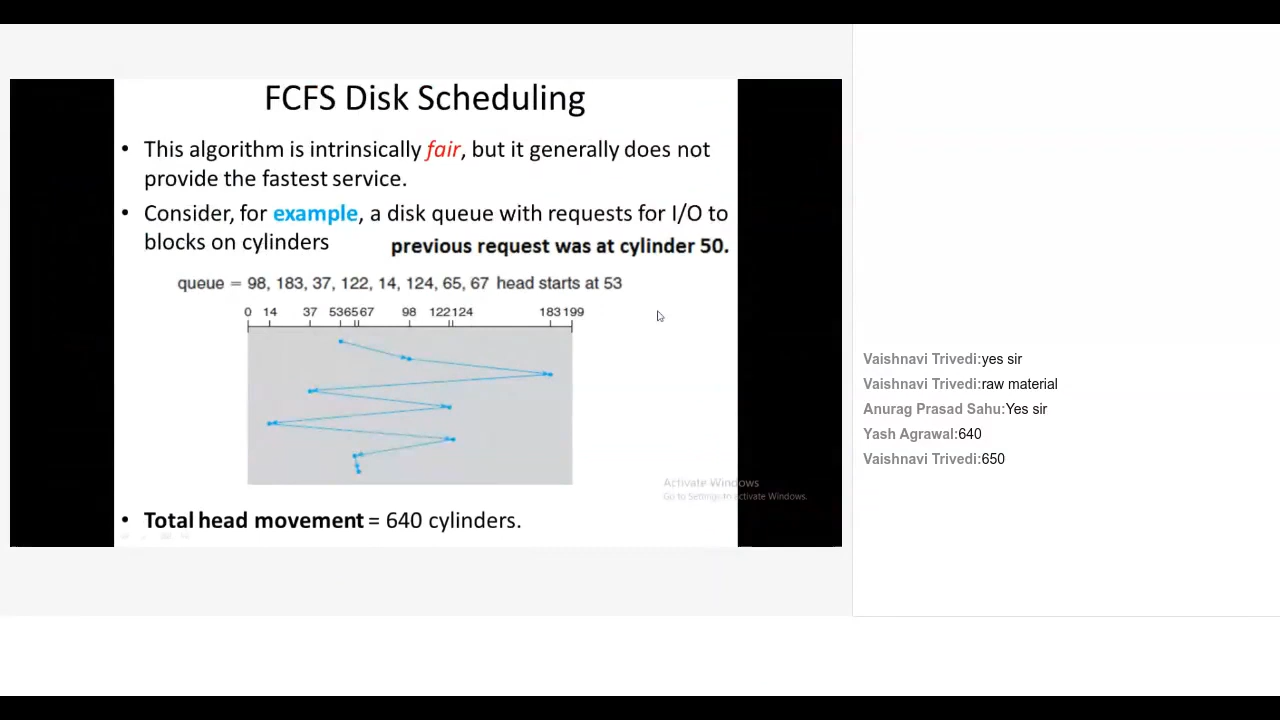 FCFS Disk Scheduling
• This algorithm is intrinsically fair, but it generally does not
provide the fastest service.
• Consider, for example, a disk queue with requests for I/O to
blocks on cylinders
previous request was at cylinder 50.
queue = 98, 183, 37, 122, 14, 124, 65, 67 head starts at 53
0 14 37 536567 98 122124 183199
• Total head movement = 640 cylinders.
Activate Windows
Go to Settings to activate Windows.
Vaishnavi Trivedi:yes sir
Vaishnavi Trivedi:raw material
Anurag Prasad Sahu:Yes sir
Yash Agrawal:640
Vaishnavi Trivedi:650